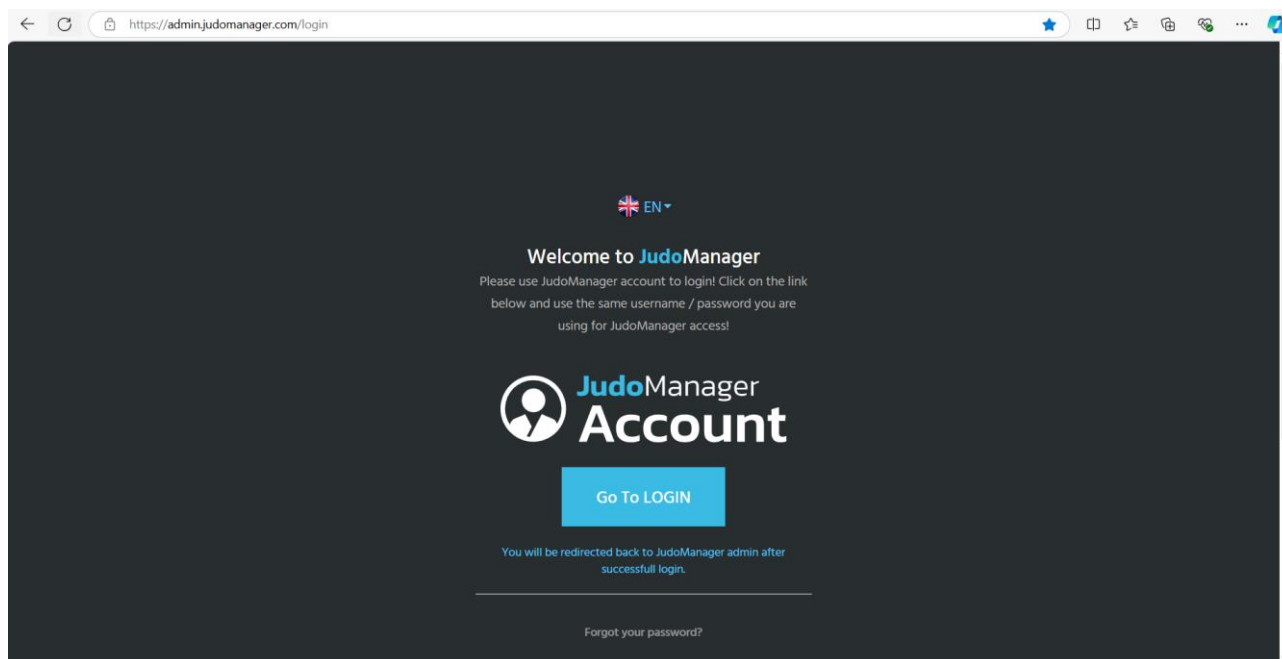 https://admin.judomanager.com/login
EN
Welcome to JudoManager
Please use JudoManager account to login! Click on the link
below and use the same username / password you are
using for JudoManager access!
JudoManager
Account
Go To LOGIN
You will be redirected back to JudoManager admin after
successfull login.
Forgot your password?